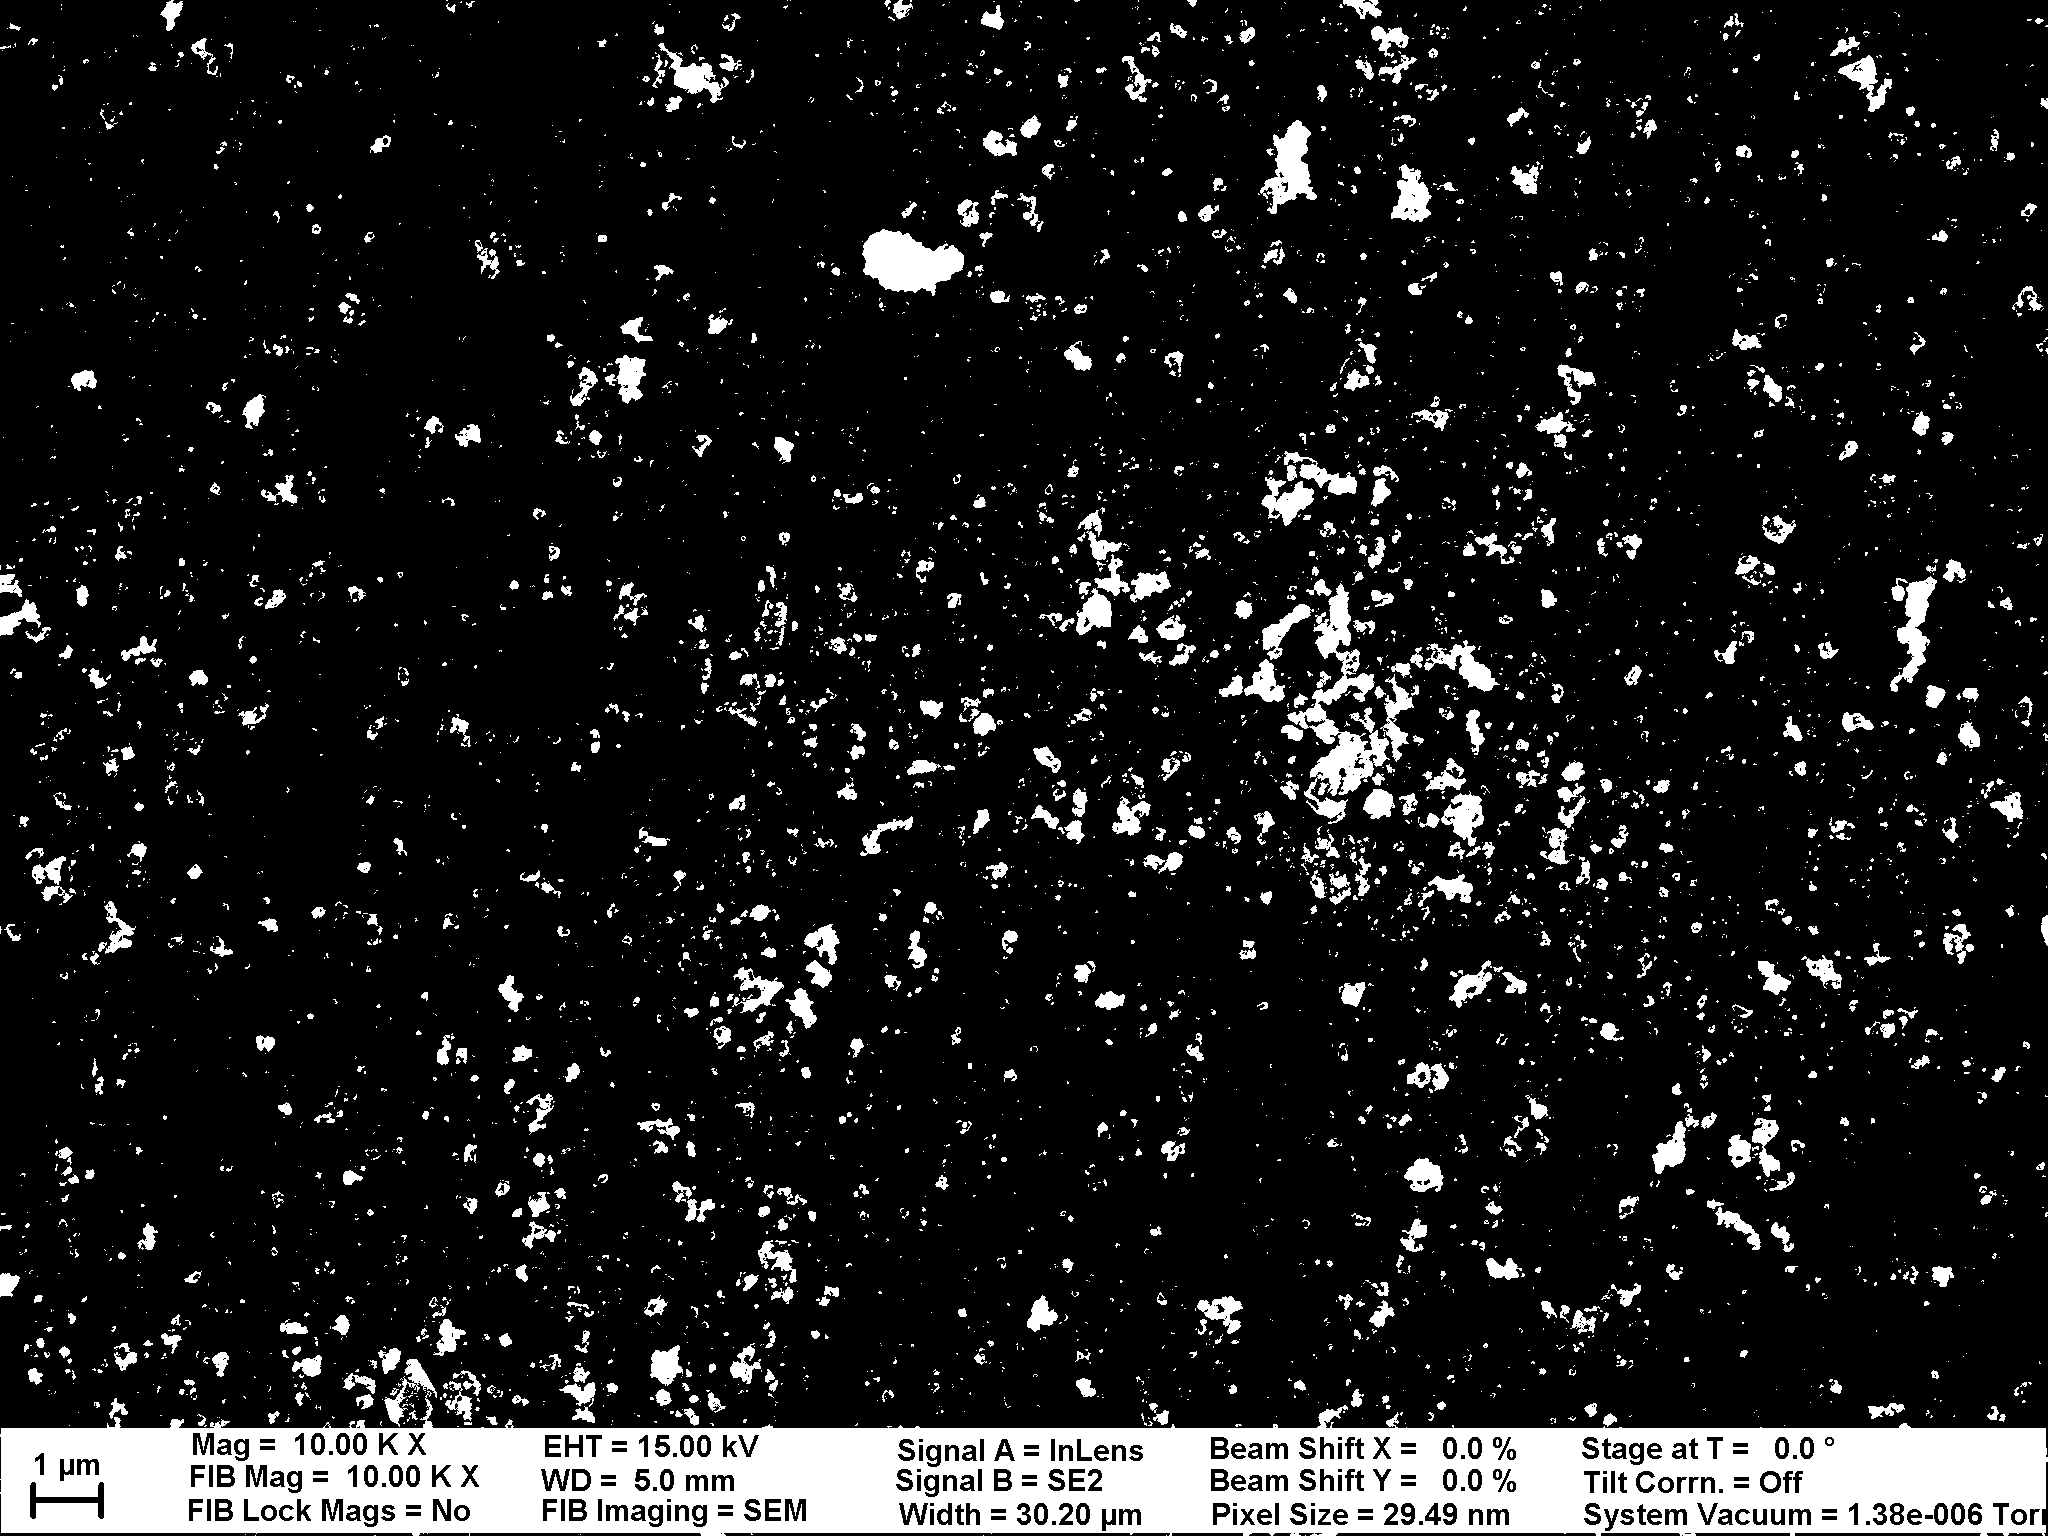 1 µm
Mag = 10.00 K X
FIB Mag = 10.00 K X
FIB Lock Mags = No
EHT = 15.00 kV
WD = 5.0 mm
FIB Imaging = SEM
Signal A = InLens
Signal B = SE2
Width = 30.20 µm
Beam Shift X = 0.0 %
Beam Shift Y = 0.0 %
Pixel Size = 29.49 nm
Stage at T = 0.0 °
Tilt Corrn. = Off
System Vacuum = 1.38e-006 Torr